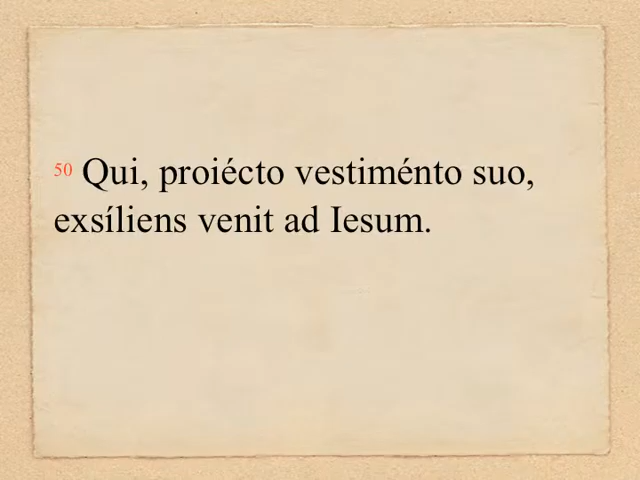 50 Qui, proiécto vestiménto suo,
exsíliens venit ad Iesum.